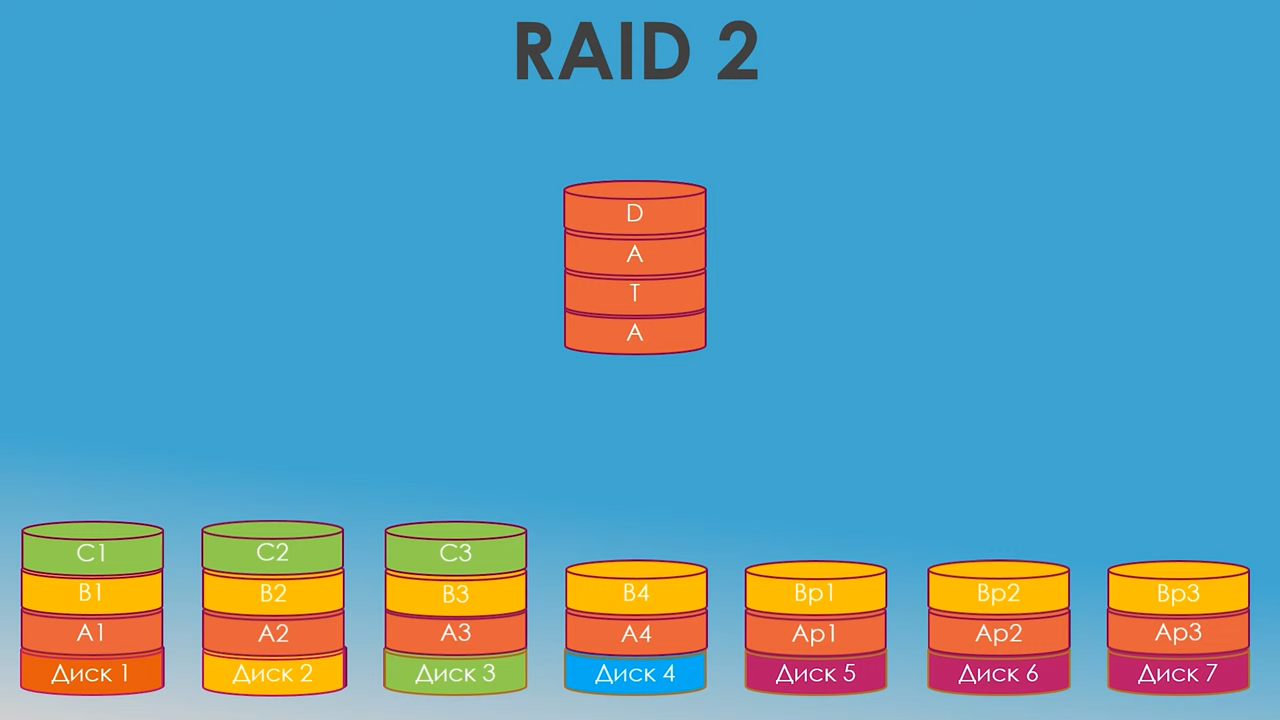 RAID 2
D
A
T
A
C1 C2 C3
B1 B2 B3 B4 Bp1 Bp2 Bp3
A1 A2 A3 A4 Ap1 Ap2 Ap3
Диск 1 Диск 2 Диск 3 Диск 4 Диск 5 Диск 6 Диск 7